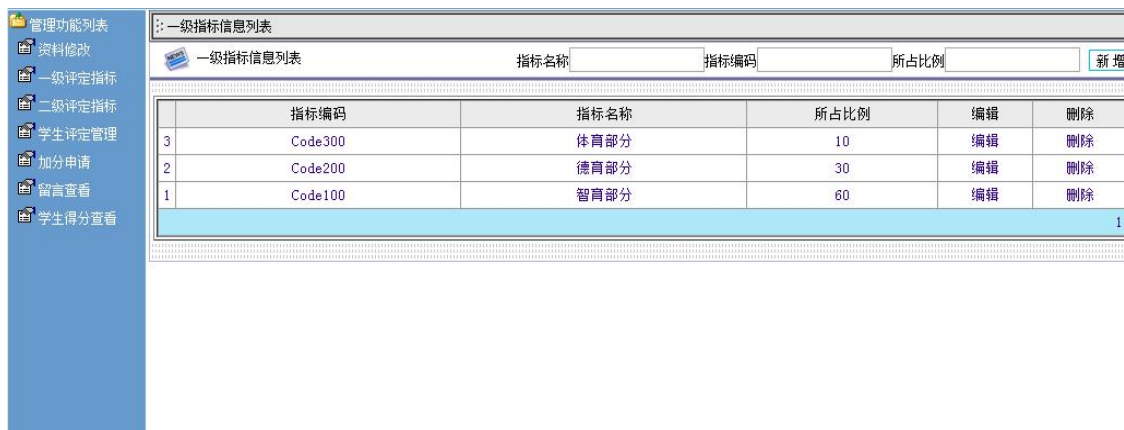 管理功能列表
资料修改
一级评定指标
二级评定指标
学生评定管理
加分申请
留言查看
学生得分查看
一级指标信息列表
NEWS 一级指标信息列表 指标名称 指标编码 所占比例 新增
指标编码 指标名称 所占比例 编辑 删除
3 Code300 体育部分 10 编辑 删除
2 Code200 德育部分 30 编辑 删除
1 Code100 智育部分 60 编辑 删除
1